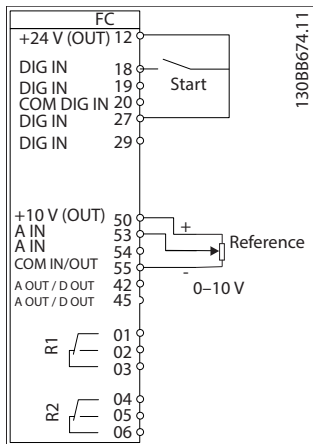 FC
+24 V (OUT) 12
DIG IN 18
DIG IN 19
COM DIG IN 20
DIG IN 27
DIG IN 29
Start
+10 V (OUT) 50
A IN 53
A IN 54
COM IN/OUT 55
A OUT / D OUT 42
A OUT / D OUT 45
+
Reference
-
0–10 V
R1
01
02
03
R2
04
05
06
130BB674.11